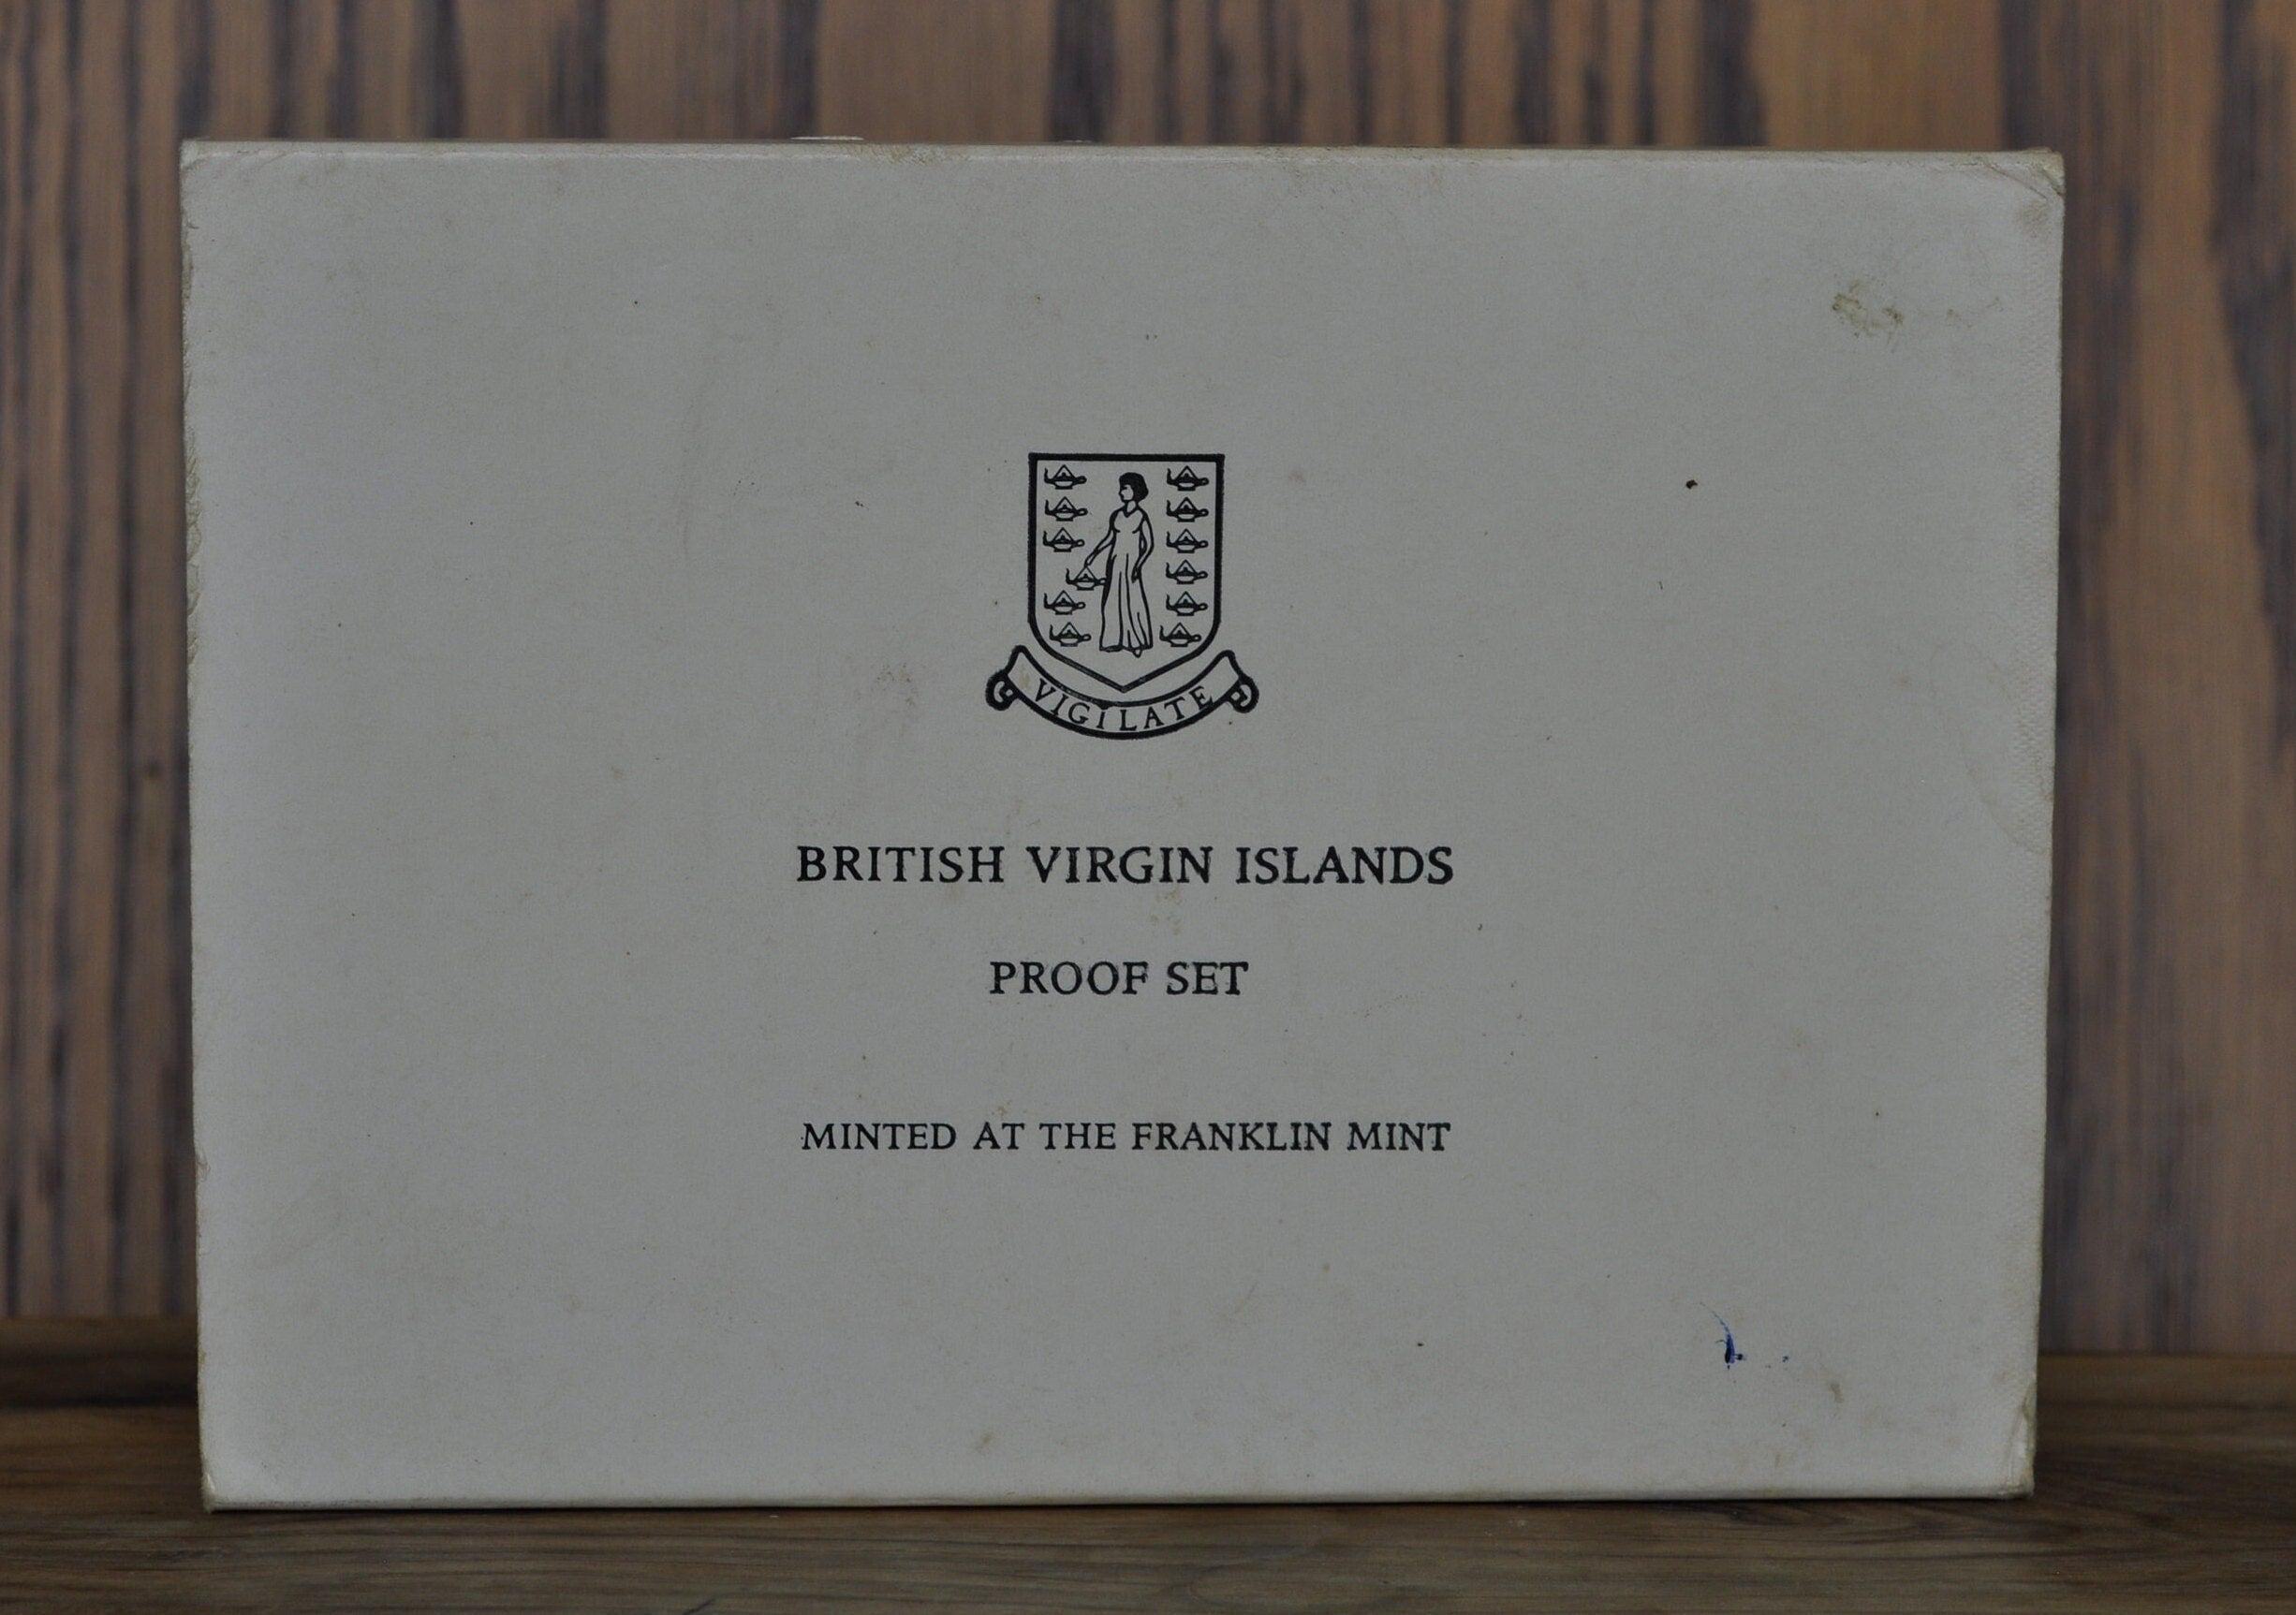 VIGILATE
BRITISH VIRGIN ISLANDS
PROOF SET
MINTED AT THE FRANKLIN MINT